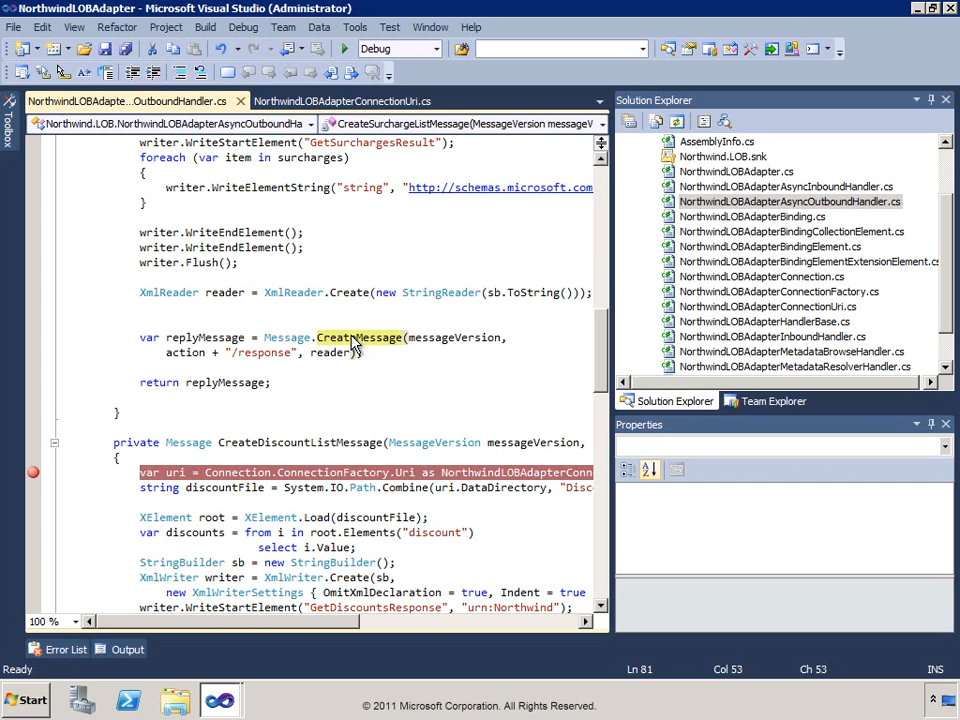 NorthwindLOBAdapter - Microsoft Visual Studio (Administrator)
File Edit View Refactor Project Build Debug Team Data Tools Test Window Help
Debug
NorthwindLOBAdapte...OutboundHandler.cs
NorthwindLOBAdapterConnectionUri.cs
Northwind.LOB.NorthwindLOBAdapterAsyncOutboundHa
CreateSurchargeListMessage(MessageVersion messageV
Toolbox
writer.WriteStartElement("GetSurchargesResult");
foreach (var item in surcharges)
{
writer.WriteElementString("string", "http://schemas.microsoft.com
}
writer.WriteEndElement();
writer.WriteEndElement();
writer.Flush();
XmlReader reader = XmlReader.Create(new StringReader(sb.ToString()));
var replyMessage = Message.CreateMessage(messageVersion,
action + "/response", reader);
return replyMessage;
}
private Message CreateDiscountListMessage(MessageVersion messageVersion,
{
var uri = Connection.ConnectionFactory.Uri as NorthwindLOBAdapterConn
string discountFile = System.IO.Path.Combine(uri.DataDirectory, "Disc
XElement root = XElement.Load(discountFile);
var discounts = from i in root.Elements("discount")
select i.Value;
StringBuilder sb = new StringBuilder();
XmlWriter writer = XmlWriter.Create(sb,
new XmlWriterSettings { OmitXmlDeclaration = true, Indent = true
writer.WriteStartElement("GetDiscountsResponse", "urn:Northwind");
100 %
Solution Explorer
AssemblyInfo.cs
Northwind.LOB.snk
NorthwindLOBAdapter.cs
NorthwindLOBAdapterAsyncInboundHandler.cs
NorthwindLOBAdapterAsyncOutboundHandler.cs
NorthwindLOBAdapterBinding.cs
NorthwindLOBAdapterBindingCollectionElement.cs
NorthwindLOBAdapterBindingElement.cs
NorthwindLOBAdapterBindingElementExtensionElement.cs
NorthwindLOBAdapterConnection.cs
NorthwindLOBAdapterConnectionFactory.cs
NorthwindLOBAdapterConnectionUri.cs
NorthwindLOBAdapterHandlerBase.cs
NorthwindLOBAdapterInboundHandler.cs
NorthwindLOBAdapterMetadataBrowseHandler.cs
NorthwindLOBAdapterMetadataResolverHandler.cs
Solution Explorer Team Explorer
Properties
Error List Output
Ready Ln 81 Col 53 Ch 53 INS
Start
© 2011 Microsoft Corporation. All Rights Reserved.